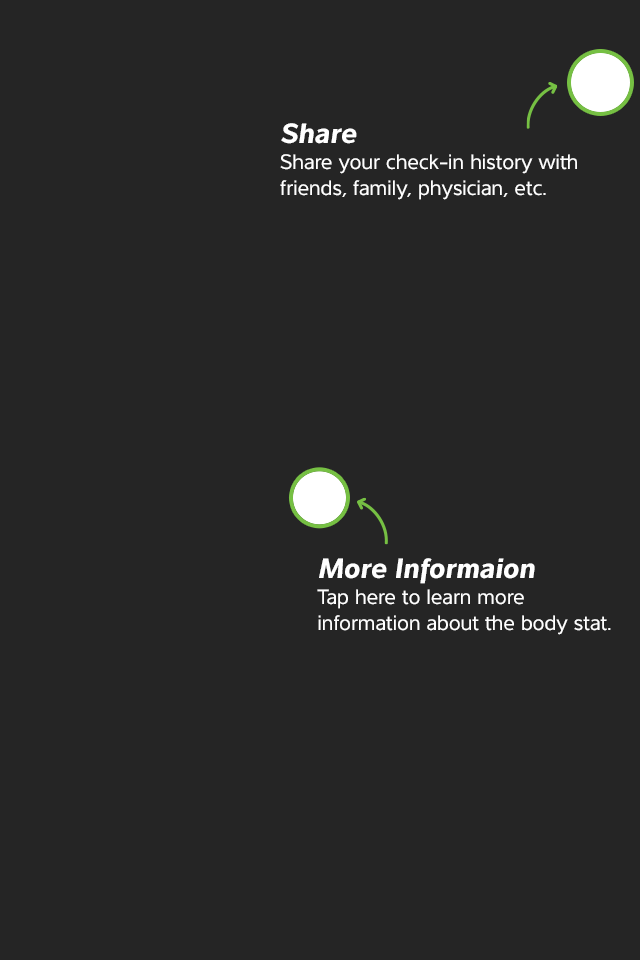 Share
Share your check-in history with
friends, family, physician, etc.
More Informaion
Tap here to learn more
information about the body stat.